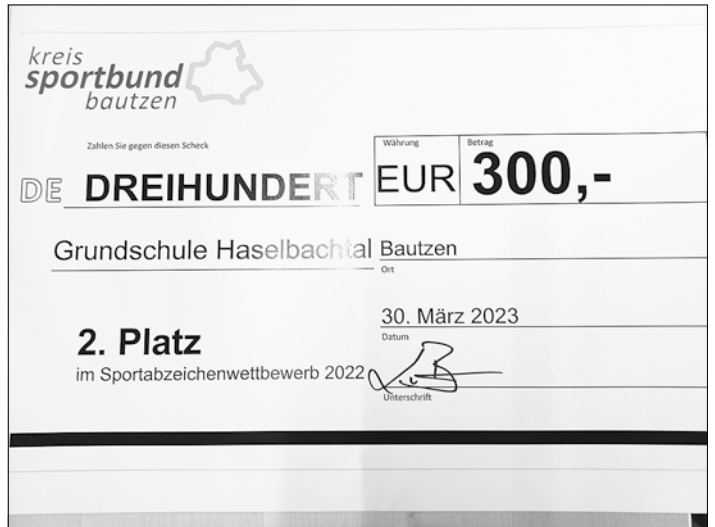 kreis
sportbund
bautzen
Zahlen Sie gegen diesen Scheck
Währung
Betrag
DE DREIHUNDERT EUR 300,-
Grundschule Haselbachtal Bautzen
Ort
30. März 2023
Datum
2. Platz
im Sportabzeichenwettbewerb 2022
Unterschrift